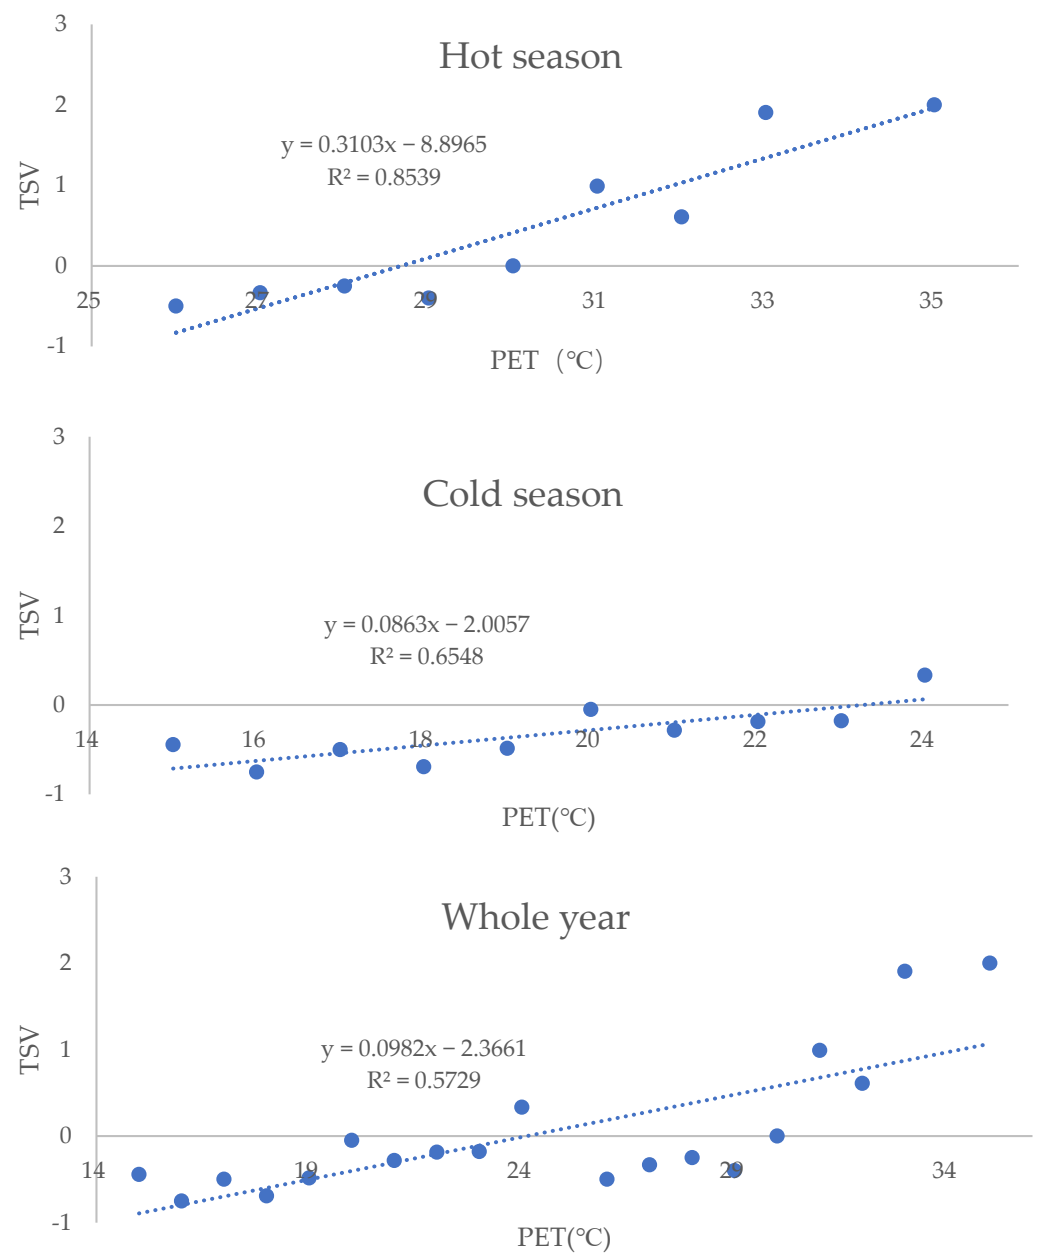 Hot season
3
2
1
0
-1
TSV
y = 0.3103x − 8.8965
R² = 0.8539
25 27 29 31 33 35
PET （℃）
Cold season
3
2
1
0
-1
TSV
y = 0.0863x − 2.0057
R² = 0.6548
14 16 18 20 22 24
PET(℃)
Whole year
3
2
1
0
-1
TSV
y = 0.0982x − 2.3661
R² = 0.5729
14 19 24 29 34
PET(℃)